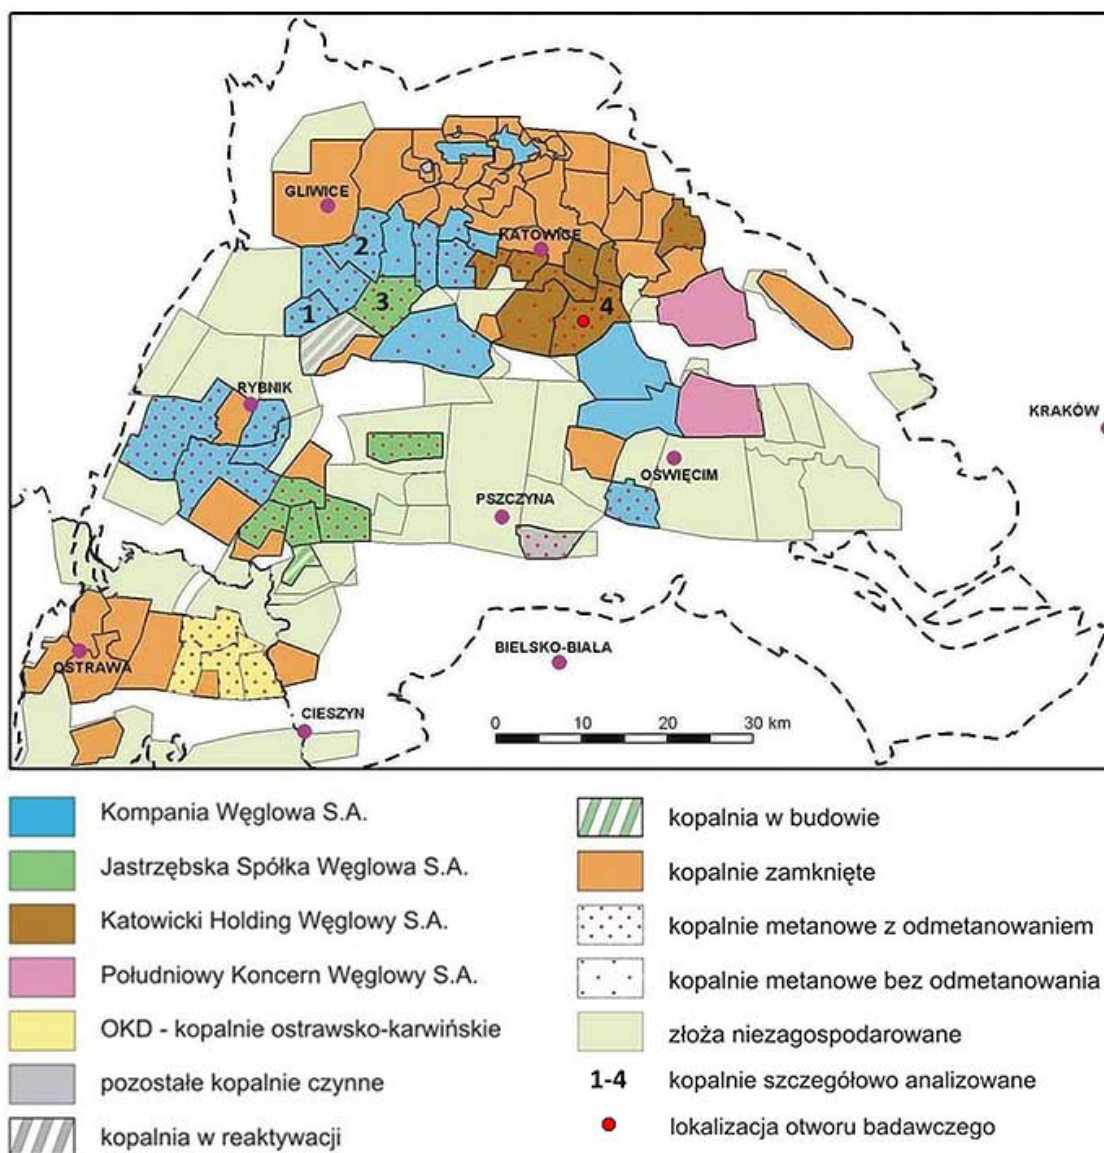 GLIWICE
2
KATOWICE
1
3
4
RYBNIK
KRAKÓW
OŚWIĘCIM
PSZCZYNA
OSTRAWA
BIELSKO-BIALA
CIESZYN
0 10 20 30 km
Kompania Węglowa S.A.
Jastrzębska Spółka Węglowa S.A.
Katowicki Holding Węglowy S.A.
Południowy Koncern Węglowy S.A.
OKD - kopalnie ostrawsko-karwińskie
pozostałe kopalnie czynne
kopalnia w reaktywacji
kopalnia w budowie
kopalnie zamknięte
kopalnie metanowe z odmetanowaniem
kopalnie metanowe bez odmetanowania
złoża niezagospodarowane
1-4 kopalnie szczegółowo analizowane
lokalizacja otworu badawczego